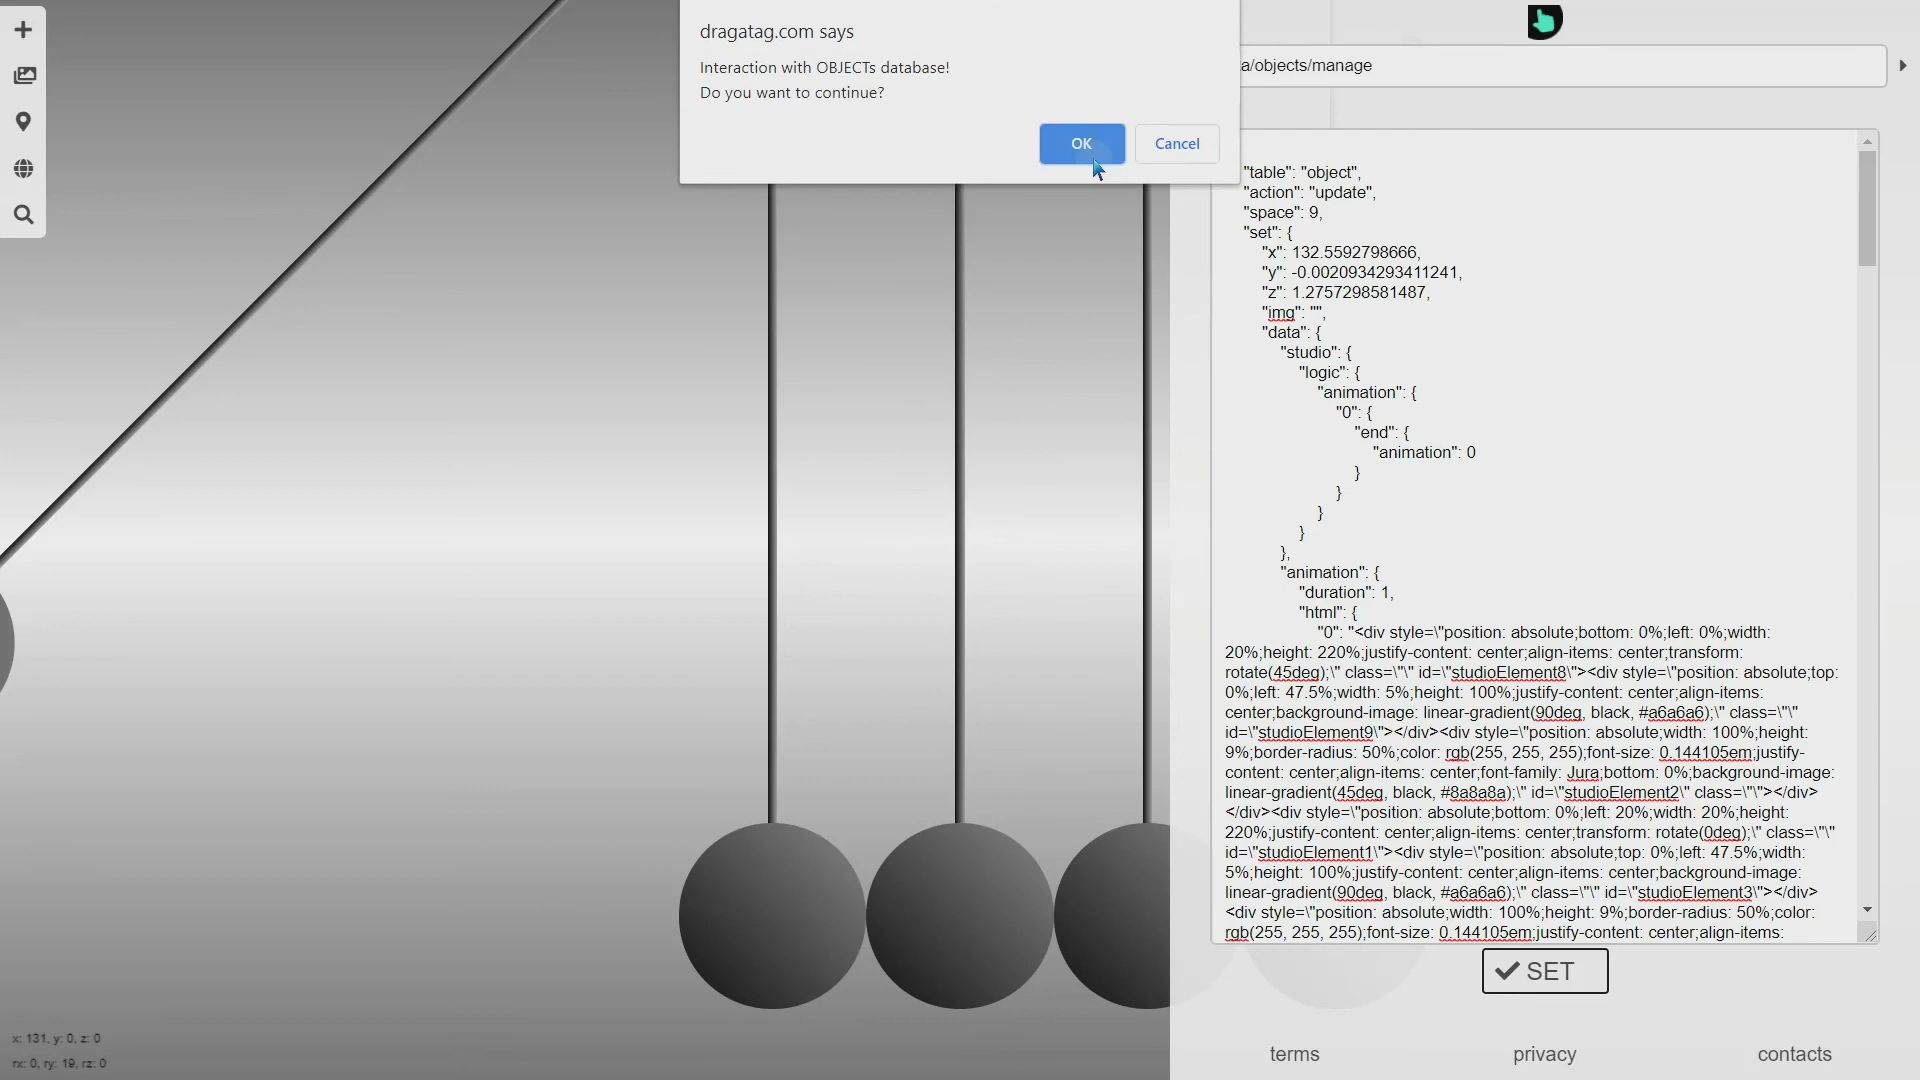 dragatag.com says
Interaction with OBJECTs database!
Do you want to continue?
OK
Cancel
a/objects/manage
"table": "object",
"action": "update",
"space": 9,
"set": {
"x": 132.5592798666,
"y": -0.0020934293411241,
"z": 1.2757298581487,
"img": "",
"data": {
"studio": {
"logic": {
"animation": {
"0": {
"end": {
"animation": 0
}
}
}
}
},
"animation": {
"duration": 1,
"html": {
"0": "<div style=\"position: absolute;bottom: 0%;left: 0%;width:
20%;height: 220%;justify-content: center;align-items: center;transform:
rotate(45deg);\" class=\"\" id=\"studioElement8\"><div style=\"position: absolute;top:
0%;left: 47.5%;width: 5%;height: 100%;justify-content: center;align-items:
center;background-image: linear-gradient(90deg, black, #a6a6a6);\" class=\"\"
id=\"studioElement9\"></div><div style=\"position: absolute;width: 100%;height:
9%;border-radius: 50%;color: rgb(255, 255, 255);font-size: 0.144105em;justify-
content: center;align-items: center;font-family: Jura;bottom: 0%;background-image:
linear-gradient(45deg, black, #8a8a8a);\" id=\"studioElement2\" class=\"\"></div>
</div><div style=\"position: absolute;bottom: 0%;left: 20%;width: 20%;height:
220%;justify-content: center;align-items: center;transform: rotate(0deg);\" class=\"\"
id=\"studioElement1\"><div style=\"position: absolute;top: 0%;left: 47.5%;width:
5%;height: 100%;justify-content: center;align-items: center;background-image:
linear-gradient(90deg, black, #a6a6a6);\" class=\"\" id=\"studioElement3\"></div>
<div style=\"position: absolute;width: 100%;height: 9%;border-radius: 50%;color:
rgb(255, 255, 255);font-size: 0.144105em;justify-content: center;align-items:
SET
x: 131, y: 0, z: 0
rx: 0, ry: 19, rz: 0
terms
privacy
contacts